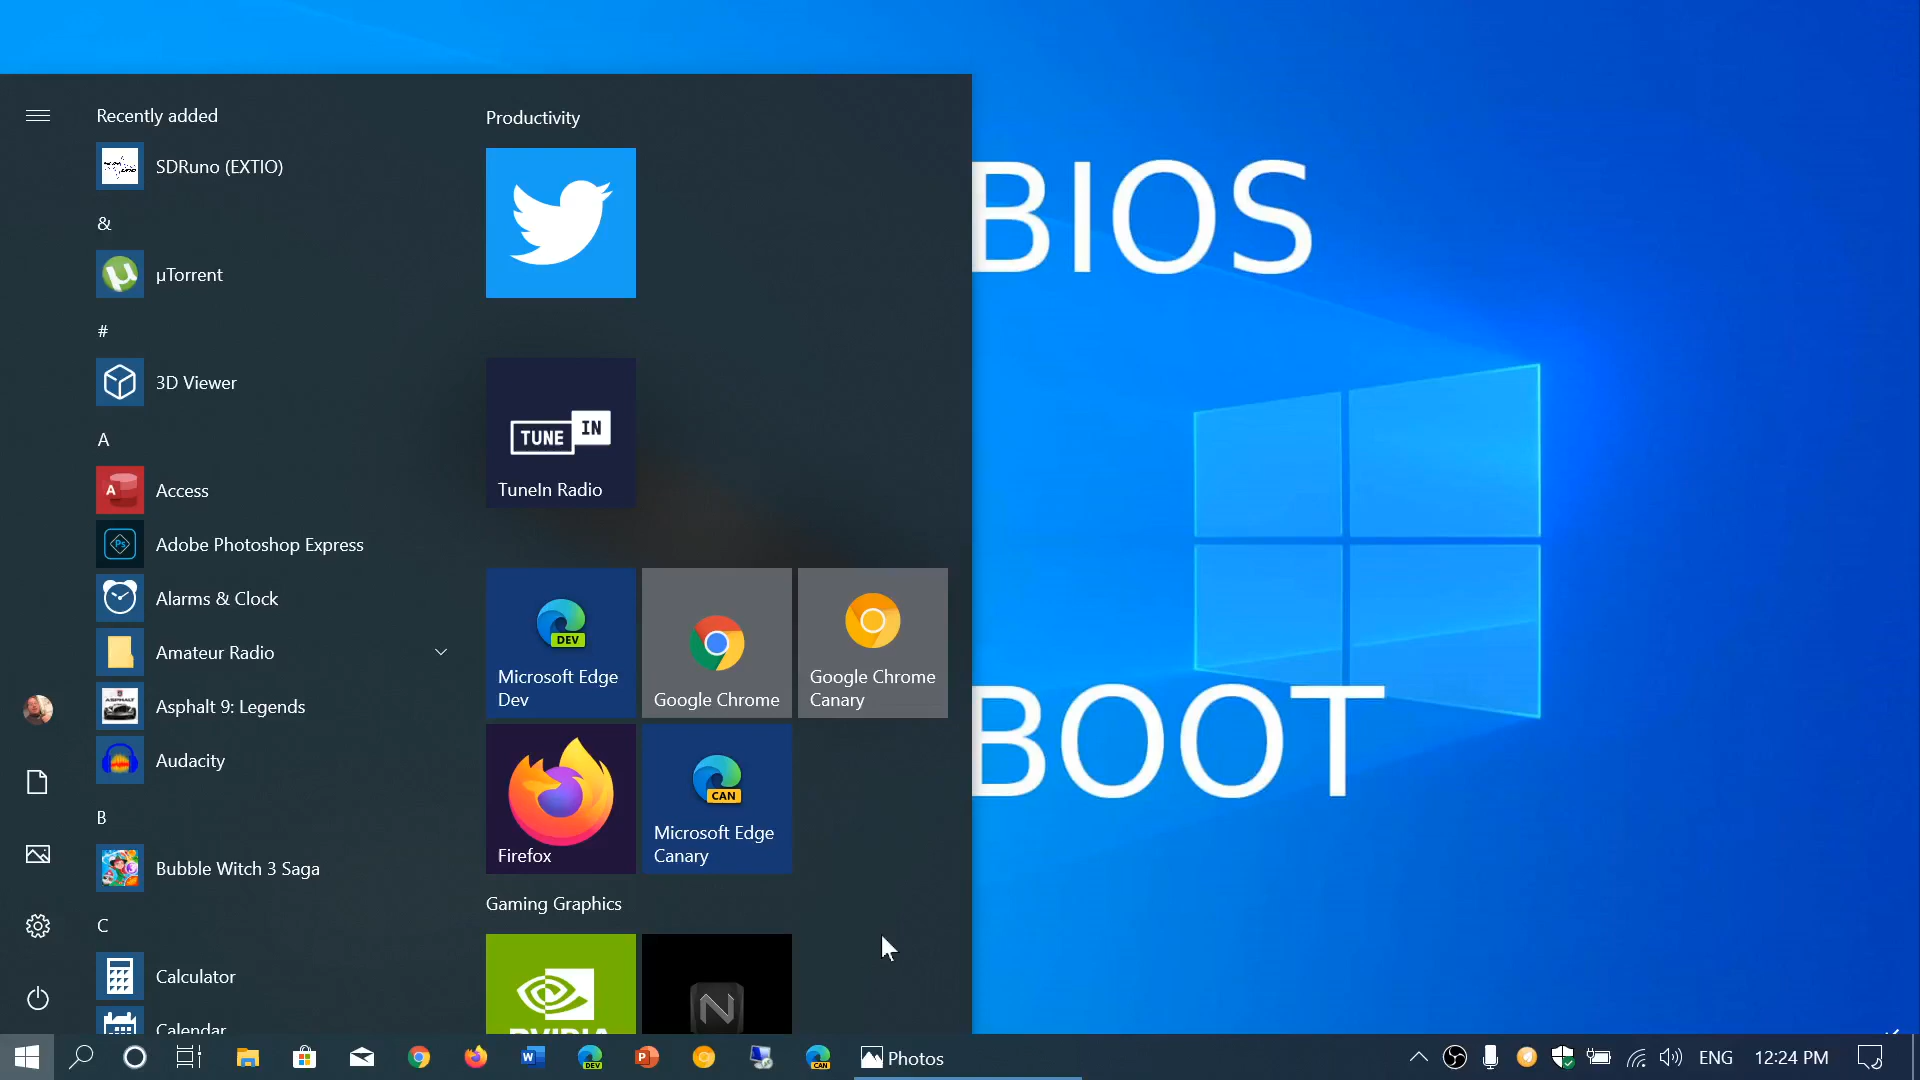 Recently added
SDRuno (EXTIO)
&
µTorrent
#
3D Viewer
A
Access
Adobe Photoshop Express
Alarms & Clock
Amateur Radio
Asphalt 9: Legends
Audacity
B
Bubble Witch 3 Saga
C
Calculator
Calendar
Productivity
TUNE IN
TuneIn Radio
DEV
Microsoft Edge Dev
Google Chrome
Google Chrome Canary
Firefox
CAN
Microsoft Edge Canary
Gaming Graphics
NVIDIA
N
BIOS
BOOT
Photos
ENG
12:24 PM